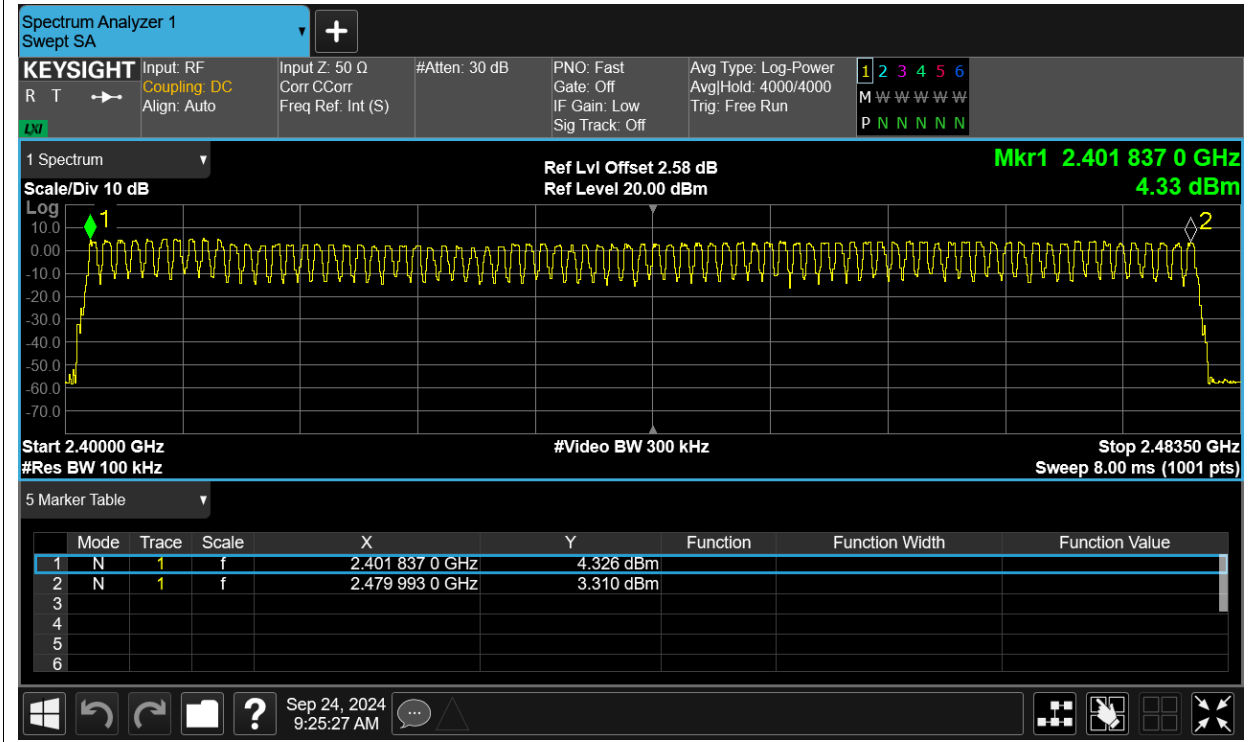 Spectrum Analyzer 1
Swept SA
+
KEYSIGHT
R T
LXI
Input: RF
Coupling: DC
Align: Auto
Input Z: 50 Ω
Corr CCorr
Freq Ref: Int (S)
#Atten: 30 dB
PNO: Fast
Gate: Off
IF Gain: Low
Sig Track: Off
Avg Type: Log-Power
Avg|Hold: 4000/4000
Trig: Free Run
1 2 3 4 5 6
M W W W W W
P N N N N N
1 Spectrum
Scale/Div 10 dB
Ref Lvl Offset 2.58 dB
Ref Level 20.00 dBm
Mkr1 2.401 837 0 GHz
4.33 dBm
Log
1
2
10.0
0.00
-10.0
-20.0
-30.0
-40.0
-50.0
-60.0
-70.0
Start 2.40000 GHz
#Video BW 300 kHz
Stop 2.48350 GHz
#Res BW 100 kHz
Sweep 8.00 ms (1001 pts)
5 Marker Table
Mode Trace Scale X Y Function Function Width Function Value
1 N 1 f 2.401 837 0 GHz 4.326 dBm
2 N 1 f 2.479 993 0 GHz 3.310 dBm
3
4
5
6
?
Sep 24, 2024
9:25:27 AM